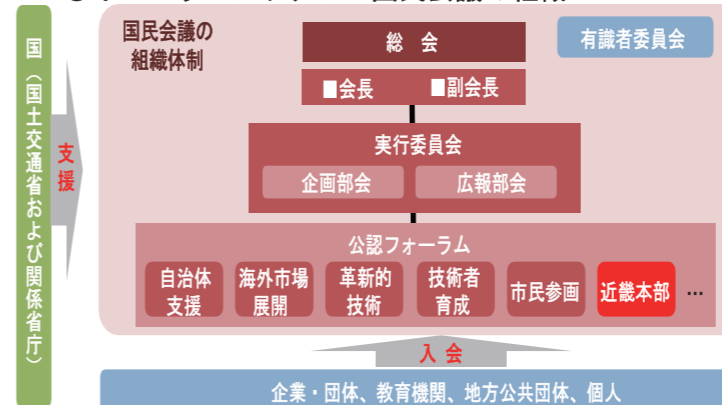 国民会議の
組織体制
総 会
有識者委員会
■会長 ■副会長
国（国土交通省および関係省庁）
支援
実行委員会
企画部会 広報部会
公認フォーラム
自治体
支援
海外市場
展開
革新的
技術
技術者
育成
市民参画
近畿本部
…
入 会
企業・団体、教育機関、地方公共団体、個人